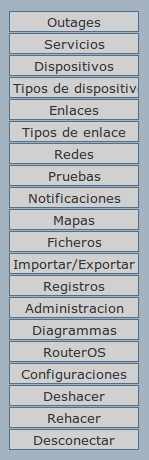 Outages
Servicios
Dispositivos
Tipos de dispositiv
Enlaces
Tipos de enlace
Redes
Pruebas
Notificaciones
Mapas
Ficheros
Importar/Exportar
Registros
Administracion
Diagrammas
RouterOS
Configuraciones
Deshacer
Rehacer
Desconectar